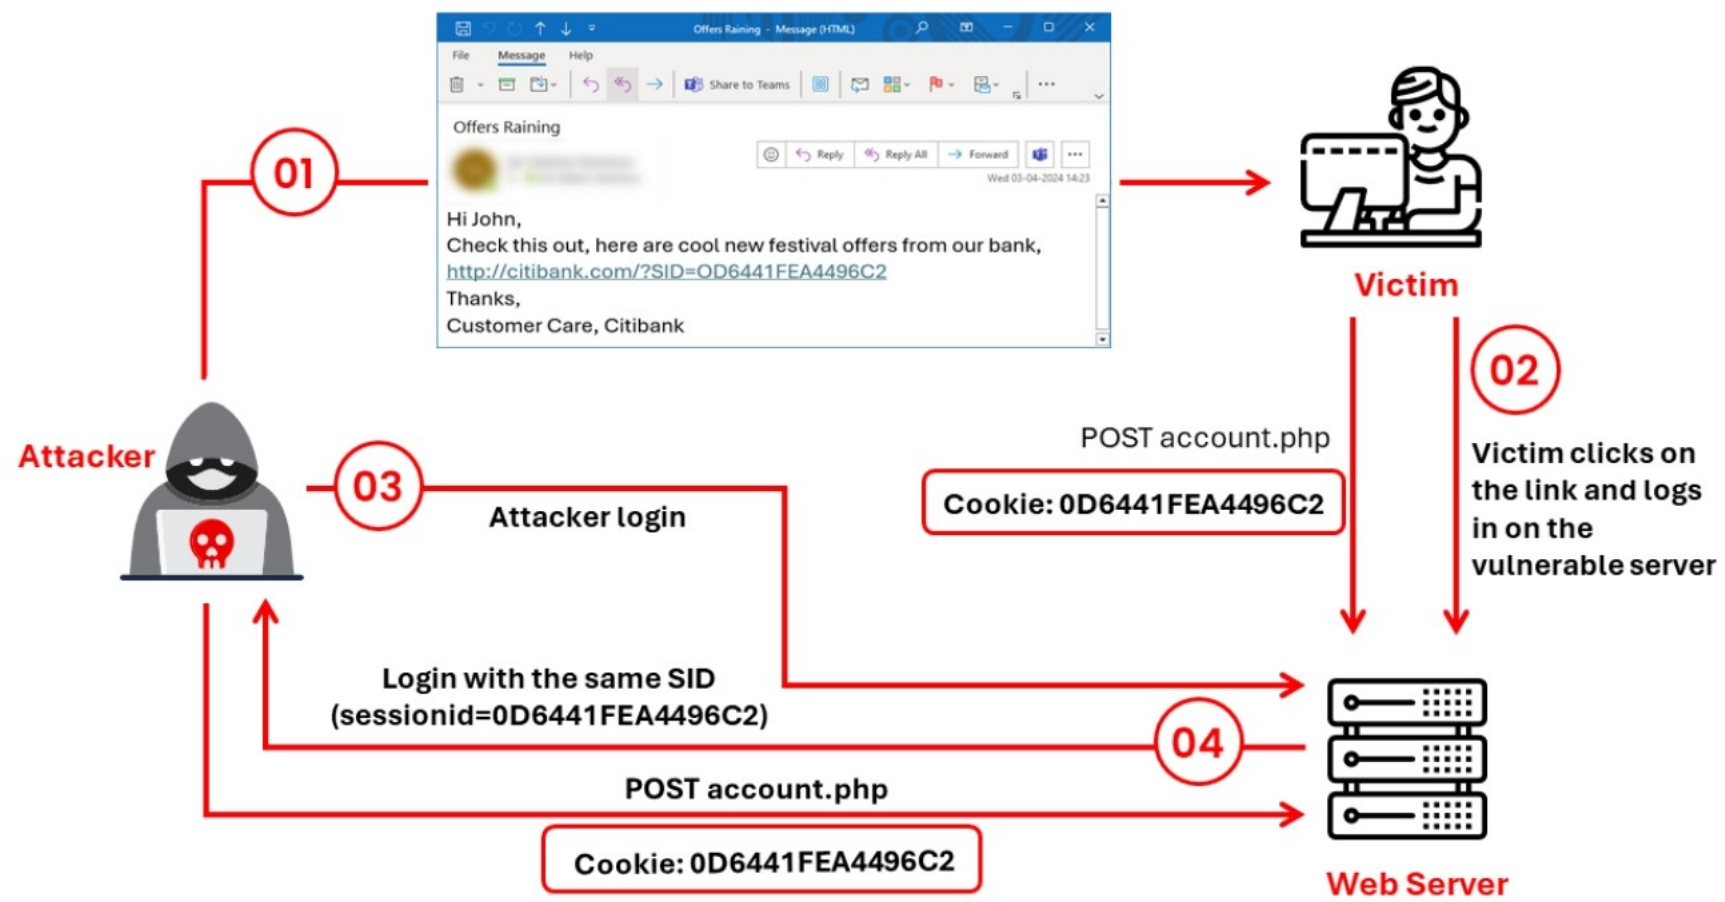 Offers Raining - Message (HTML)
File Message Help
Share to Teams
Offers Raining
Reply Reply All Forward
Wed 03-04-2024 14:23
Hi John,
Check this out, here are cool new festival offers from our bank,
http://citibank.com/?SID=OD6441FEA4496C2
Thanks,
Customer Care, Citibank
01
Victim
02
Victim clicks on
the link and logs
in on the
vulnerable server
POST account.php
Cookie: 0D6441FEA4496C2
Attacker
03
Attacker login
Login with the same SID
(sessionid=0D6441FEA4496C2)
04
POST account.php
Cookie: 0D6441FEA4496C2
Web Server